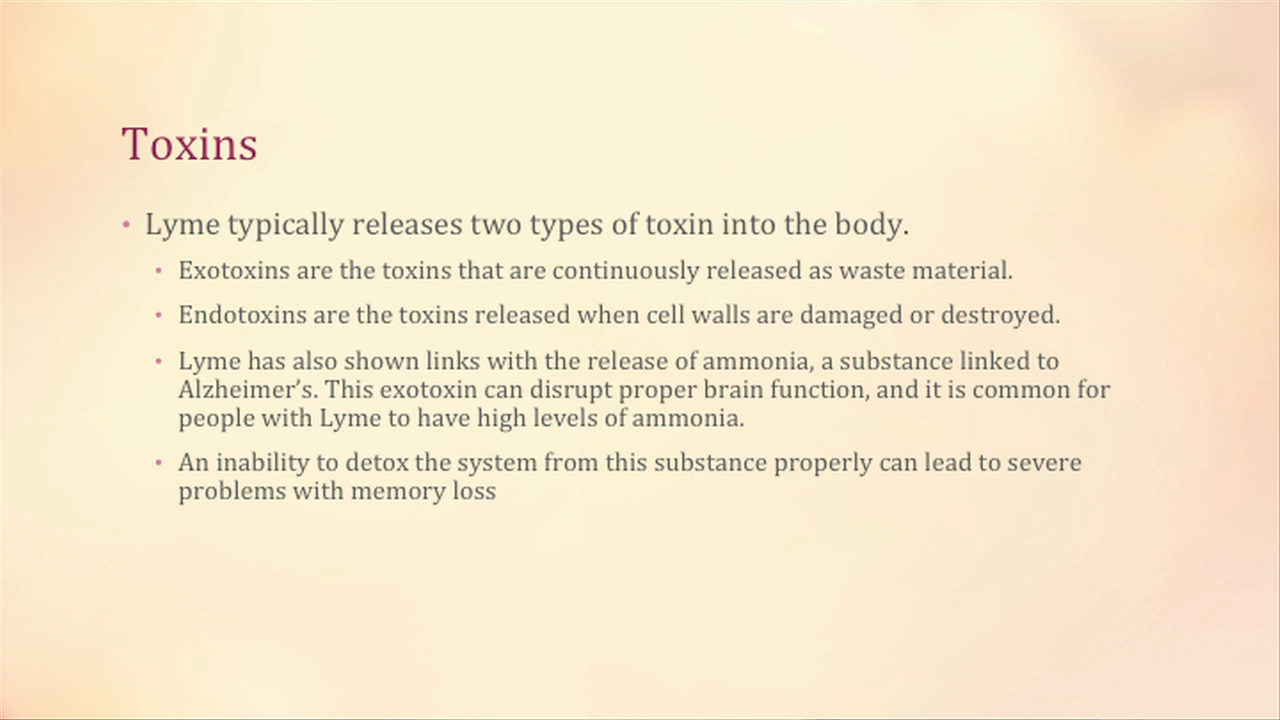 Toxins
• Lyme typically releases two types of toxin into the body.
• Exotoxins are the toxins that are continuously released as waste material.
• Endotoxins are the toxins released when cell walls are damaged or destroyed.
• Lyme has also shown links with the release of ammonia, a substance linked to
Alzheimer’s. This exotoxin can disrupt proper brain function, and it is common for
people with Lyme to have high levels of ammonia.
• An inability to detox the system from this substance properly can lead to severe
problems with memory loss